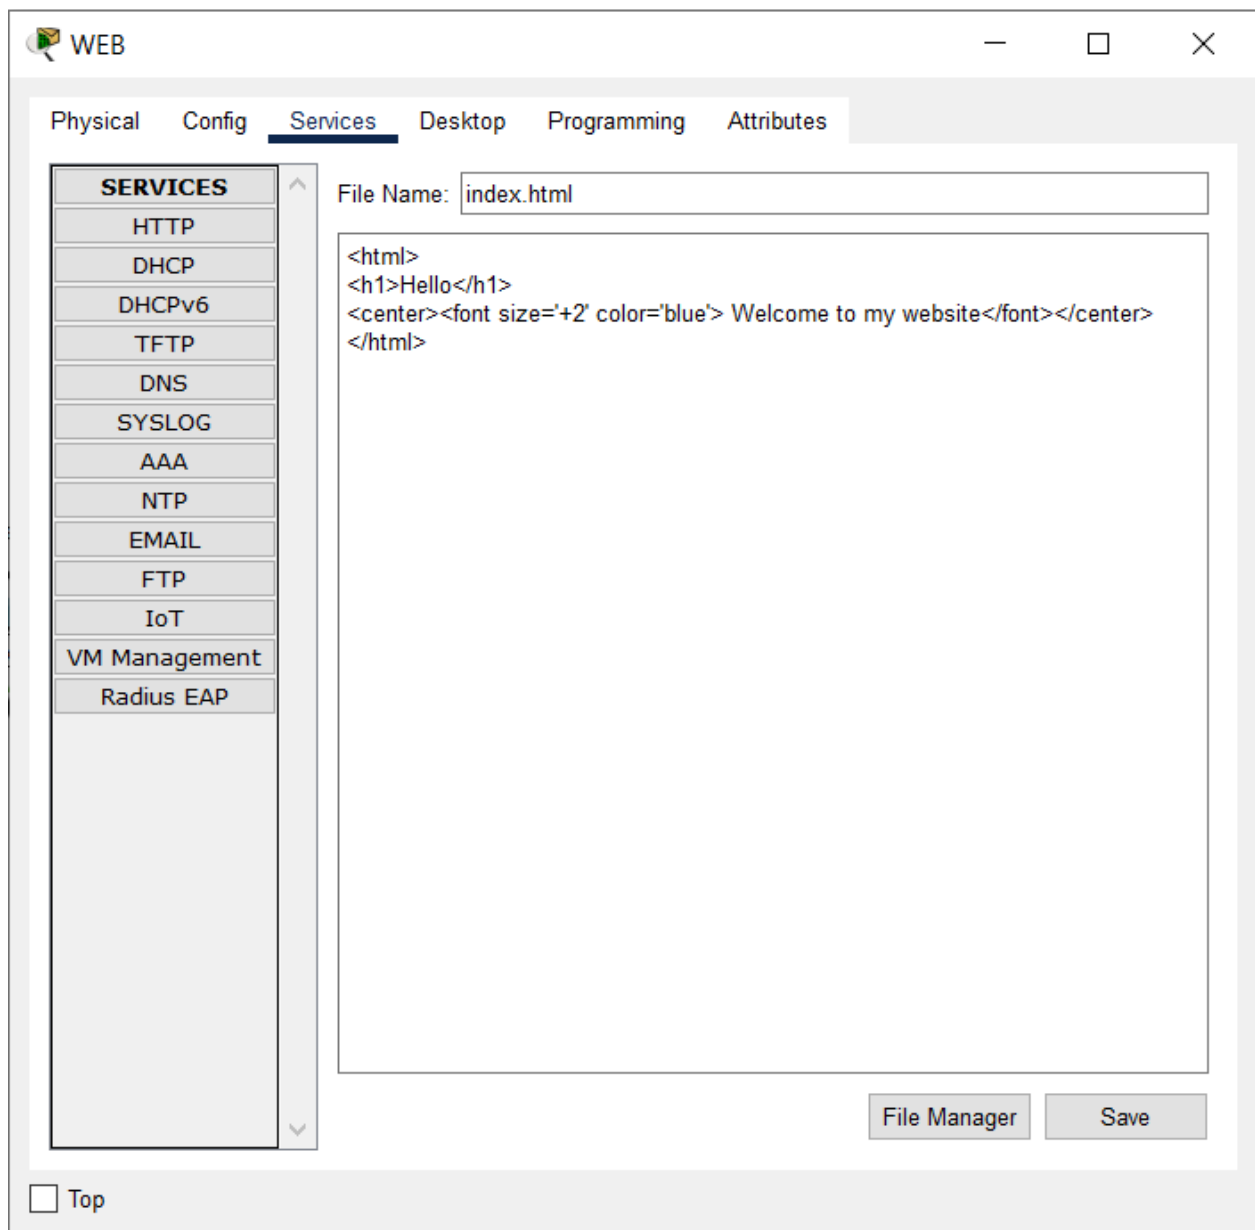 WEB
Physical Config Services Desktop Programming Attributes
SERVICES
HTTP
DHCP
DHCPv6
TFTP
DNS
SYSLOG
AAA
NTP
EMAIL
FTP
IoT
VM Management
Radius EAP
File Name: index.html
<html>
<h1>Hello</h1>
<center><font size='+2' color='blue'> Welcome to my website</font></center>
</html>
File Manager Save
Top